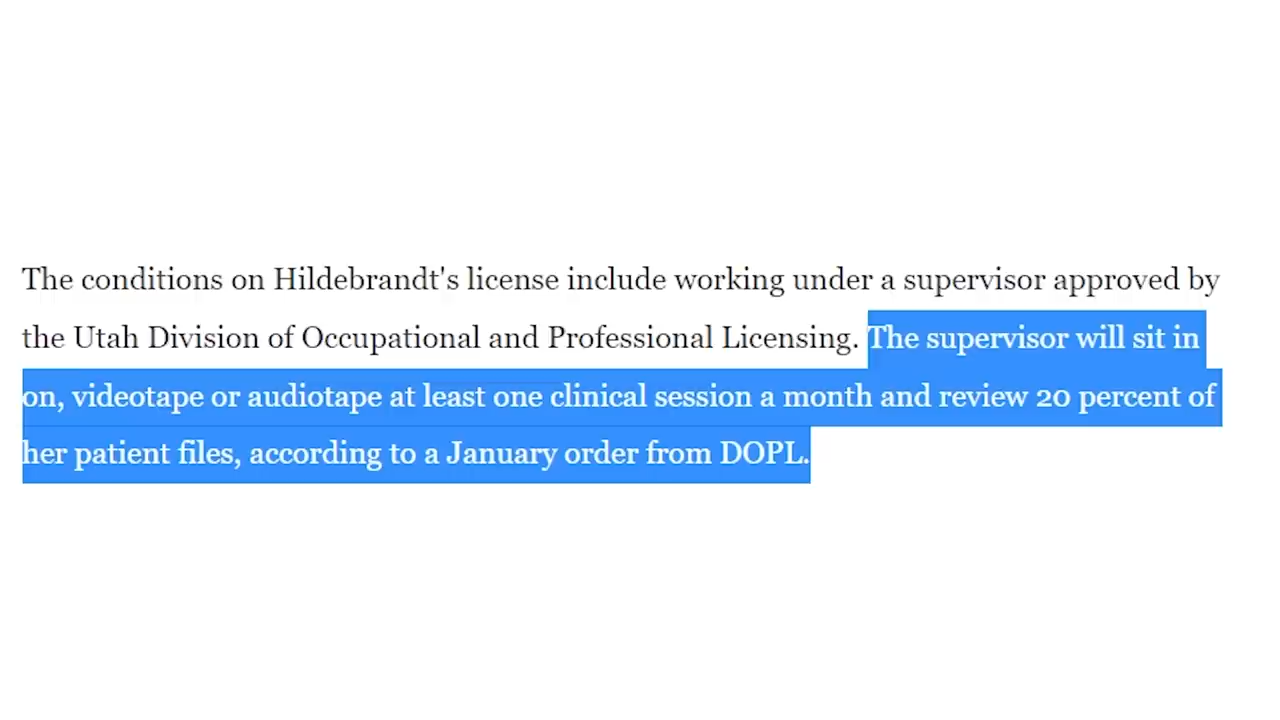 The conditions on Hildebrandt's license include working under a supervisor approved by
the Utah Division of Occupational and Professional Licensing. The supervisor will sit in
on, videotape or audiotape at least one clinical session a month and review 20 percent of
her patient files, according to a January order from DOPL.